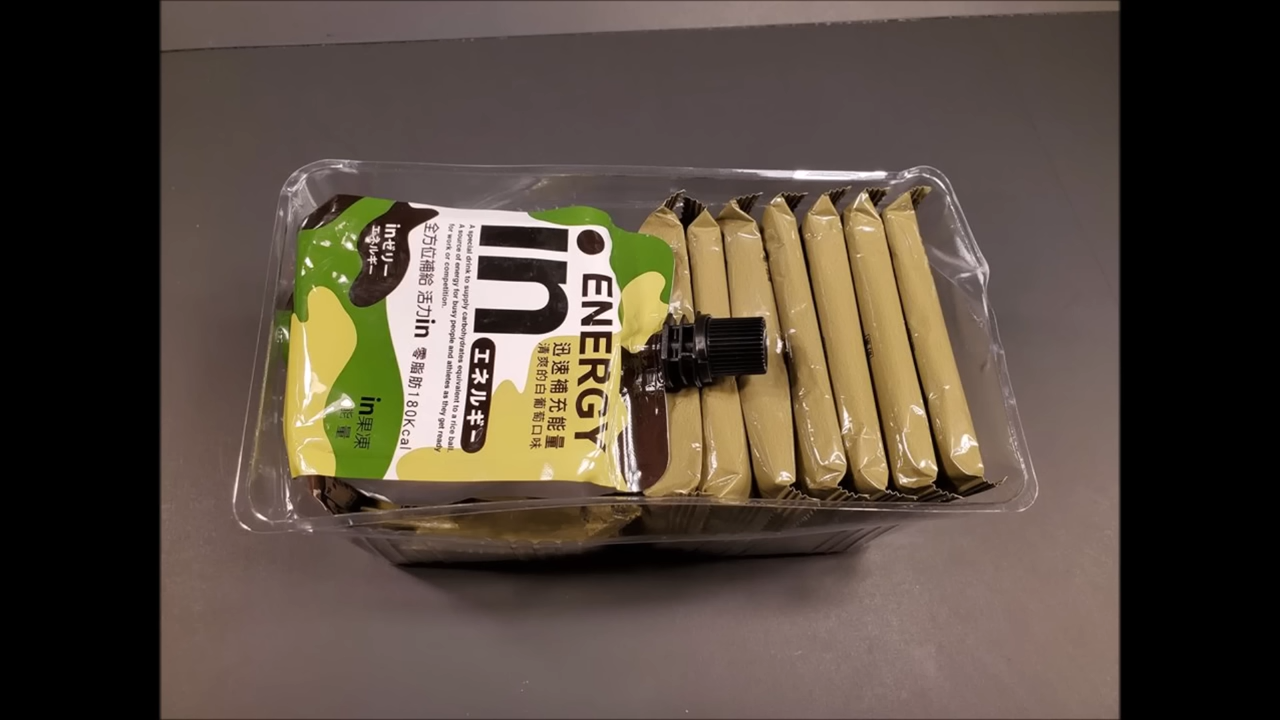 in ENERGY
エネルギー
迅速補充能量
清爽的白葡萄口味
A special drink to supply carbohydrates equivalent to a rice ball.
A source of energy for busy people and athletes as they get ready
for work or competition.
全方位補給 活力in 零脂肪180Kcal
inゼリー
エネルギー
in果凍
能量